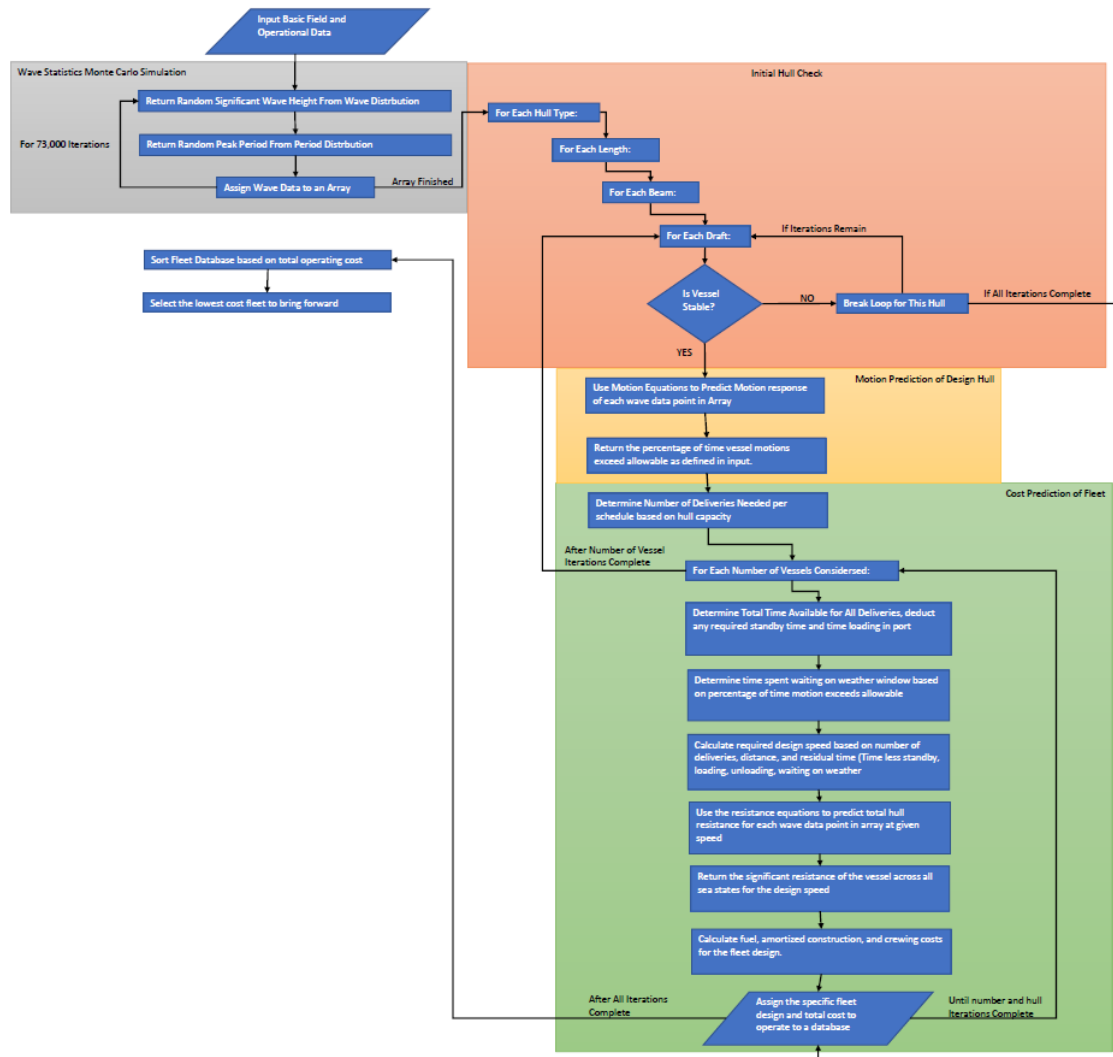 Input Basic Field and
Operational Data
Wave Statistics Monte Carlo Simulation
Return Random Significant Wave Height From Wave Distrbution
For 73,000 Iterations
Return Random Peak Period From Period Distrbution
Assign Wave Data to an Array
Array Finished
Initial Hull Check
For Each Hull Type:
For Each Length:
For Each Beam:
For Each Draft:
If Iterations Remain
Is Vessel
Stable?
NO
Break Loop for This Hull
If All Iterations Complete
YES
Sort Fleet Database based on total operating cost
Select the lowest cost fleet to bring forward
Motion Prediction of Design Hull
Use Motion Equations to Predict Motion response
of each wave data point in Array
Return the percentage of time vessel motions
exceed allowable as defined in input.
Cost Prediction of Fleet
Determine Number of Deliveries Needed per
schedule based on hull capacity
After Number of Vessel
Iterations Complete
For Each Number of Vessels Considersed:
Determine Total Time Available for All Deliveries, deduct
any required standby time and time loading in port
Determine time spent waiting on weather window based
on percentage of time motion exceeds allowable
Calculate required design speed based on number of
deliveries, distance, and residual time (Time less standby,
loading, unloading, waiting on weather
Use the resistance equations to predict total hull
resistance for each wave data point in array at given
speed
Return the significant resistance of the vessel across all
sea states for the design speed
Calculate fuel, amortized construction, and crewing costs
for the fleet design.
After All Iterations
Complete
Assign the specific fleet
design and total cost to
operate to a database
Until number and hull
Iterations Complete